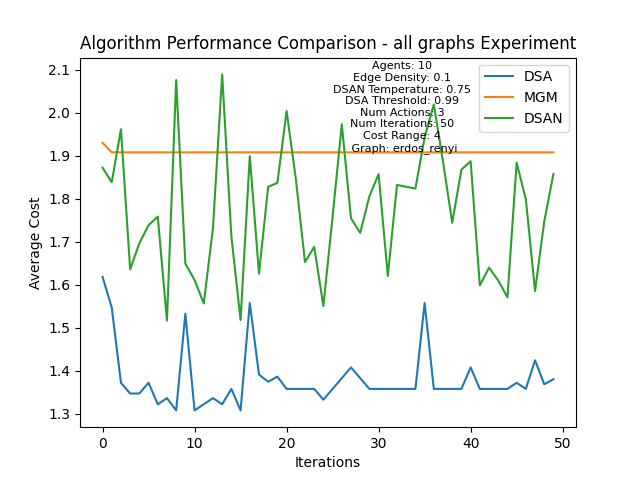 Algorithm Performance Comparison - all graphs Experiment
Agents: 10
Edge Density: 0.1
DSAN Temperature: 0.75
DSA Threshold: 0.99
Num Actions: 3
Num Iterations: 50
Cost Range: 4
Graph: erdos_renyi
DSA
MGM
DSAN
Average Cost
2.1
2.0
1.9
1.8
1.7
1.6
1.5
1.4
1.3
0 10 20 30 40 50
Iterations